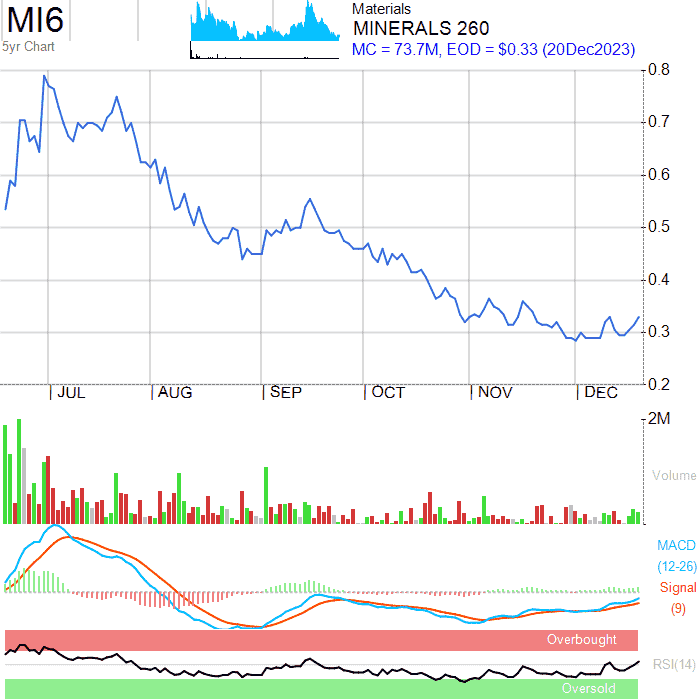 MI6
5yr Chart
Materials
MINERALS 260
MC = 73.7M, EOD = $0.33 (20Dec2023)
0.8
0.7
0.6
0.5
0.4
0.3
0.2
JUL AUG SEP OCT NOV DEC
2M
Volume
MACD
(12-26)
Signal
(9)
Overbought
RSI(14)
Oversold